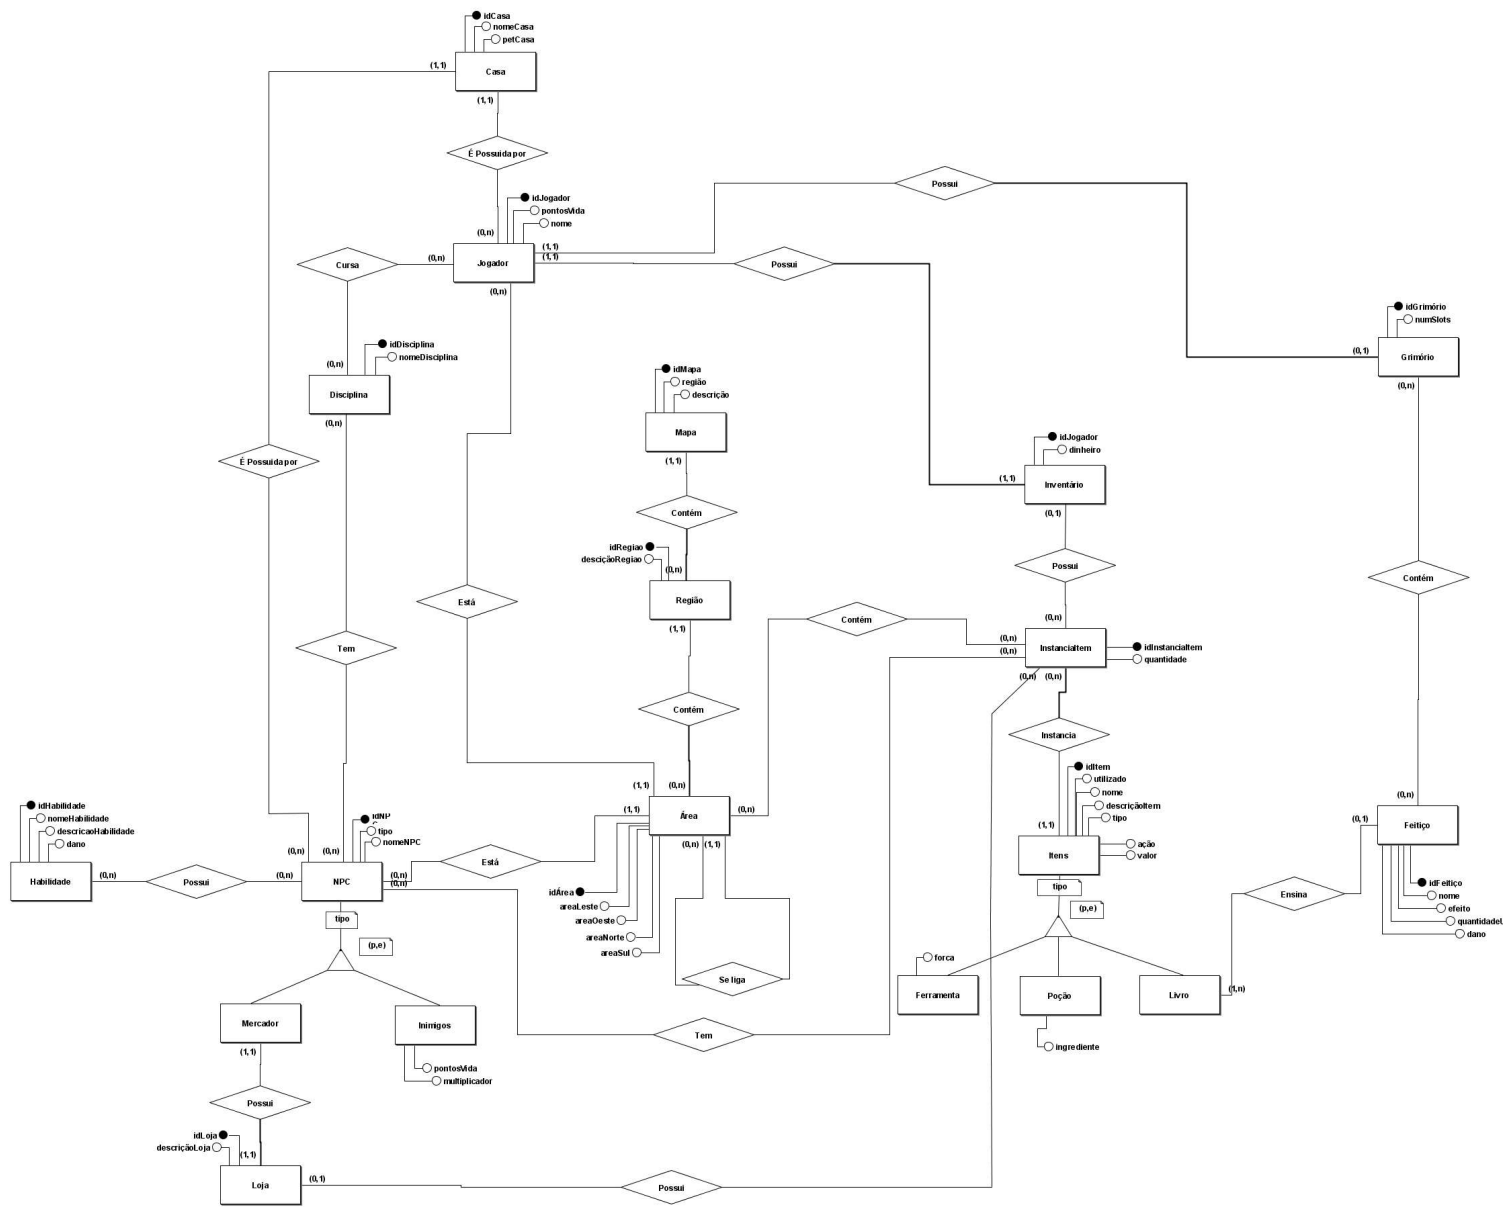 idCasa
nomeCasa
petCasa
(1,1)
Casa
(1,1)
É Possuida por
Possui
idJogador
pontosVida
nome
(0,n)
(1,1)
(1,1)
Cursa
(0,n)
Jogador
Possui
(0,n)
idGrimório
numSlots
idDisciplina
nomeDisciplina
(0,n)
(0,1)
Grimório
idMapa
região
descrição
Disciplina
(0,n)
(0,n)
Mapa
idJogador
dinheiro
É Possuida por
(1,1)
(1,1)
Inventário
Contém
(0,1)
idRegiao
desciçãoRegiao
(0,n)
Possui
Contém
Está
Região
Contém
(0,n)
(1,1)
(0,n)
(0,n)
InstanciaItem
idInstanciaItem
quantidade
Tem
(0,n)
(0,n)
Contém
Instancia
idItem
utilizado
nome
descriçãoItem
tipo
(1,1)
(0,n)
(0,n)
idHabilidade
nomeHabilidade
descricaoHabilidade
dano
(1,1)
Área
(0,n)
idNP
tipo
nomeNPC
(0,n)
(0,n)
(0,n)
(1,1)
(1,1)
Itens
ação
valor
(0,1)
Feitiço
Habilidade
(0,n)
Possui
(0,n)
NPC
(0,n)
(0,n)
Está
tipo
(p,e)
idÁrea
areaLeste
areaOeste
areaNorte
areaSul
tipo
(p,e)
Ensina
idFeitiço
nome
efeito
quantidadeU
dano
Se liga
forca
Ferramenta
Poção
Livro
(1,n)
Mercador
Inimigos
Tem
ingrediente
(1,1)
pontosVida
multiplicador
Possui
idLoja
descriçãoLoja
(1,1)
Loja
(0,1)
Possui